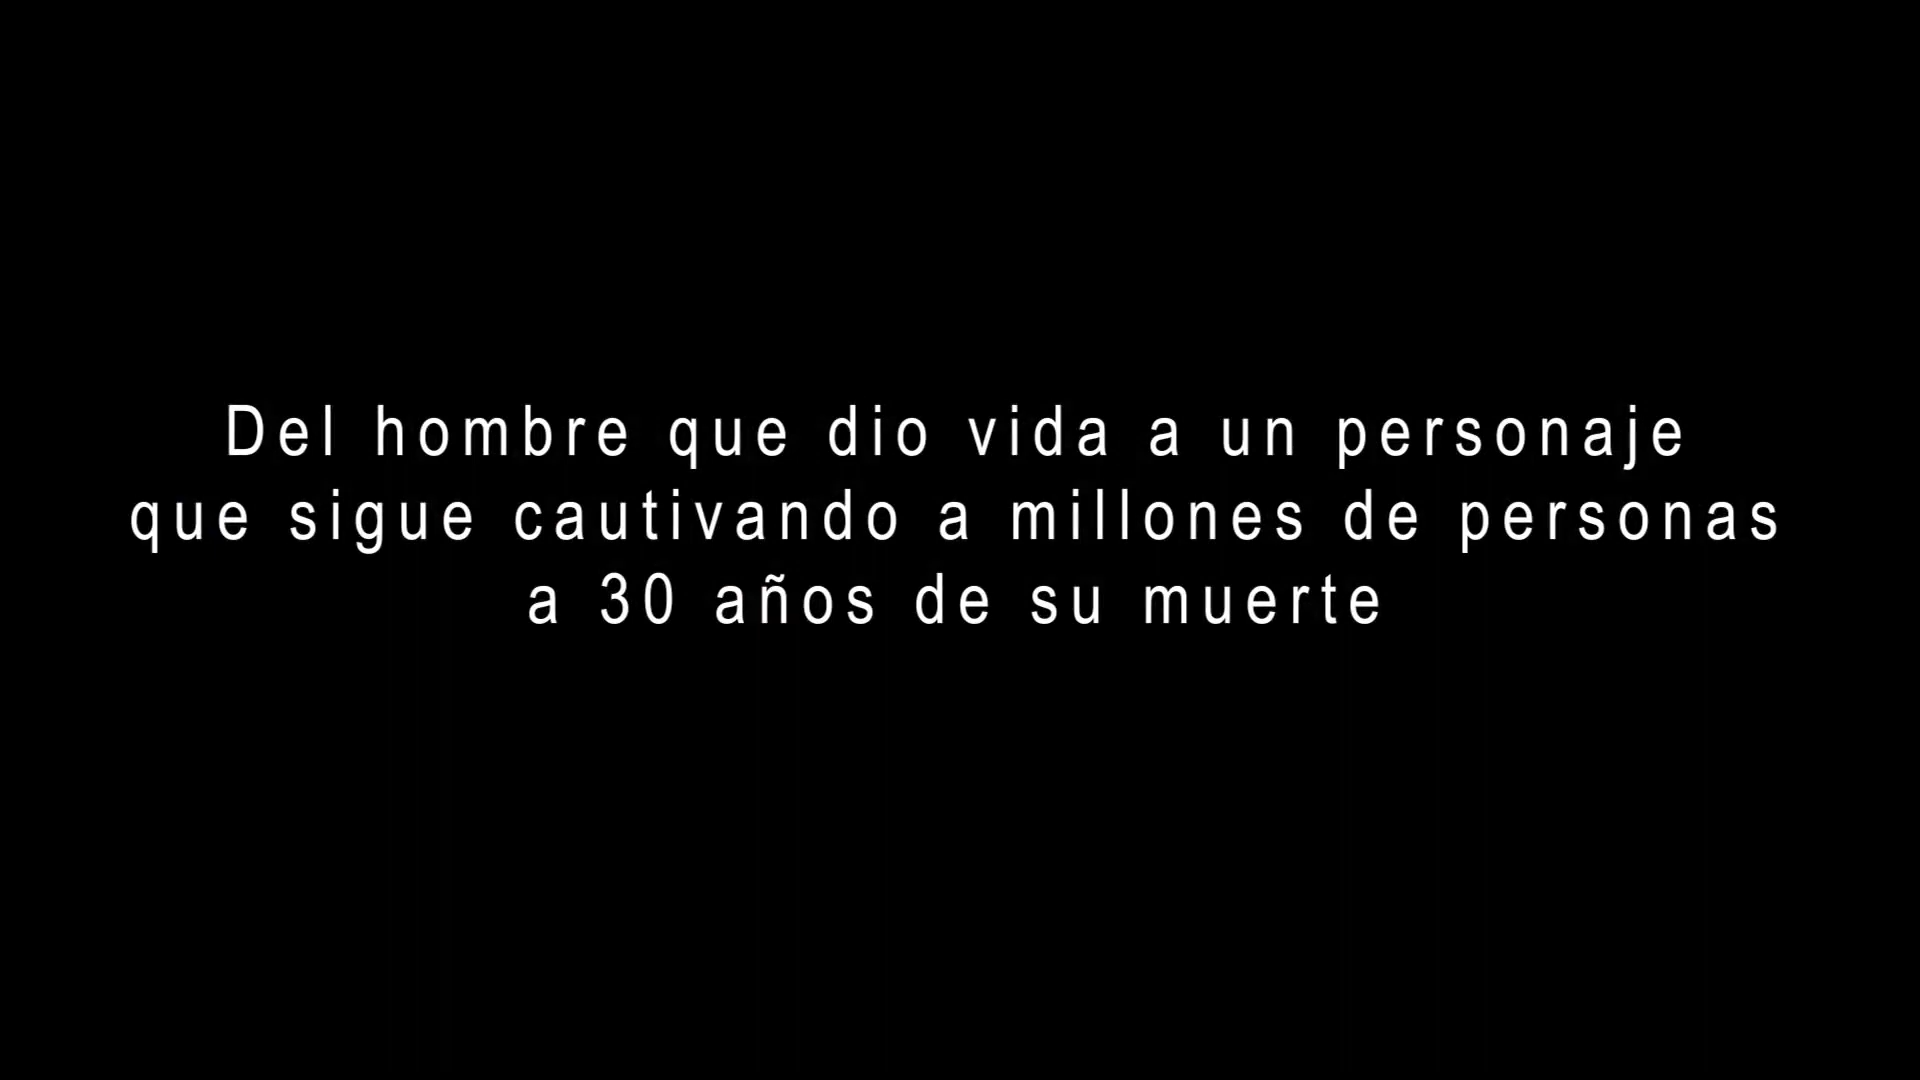 Del hombre que dio vida a un personaje
que sigue cautivando a millones de personas
a 30 años de su muerte